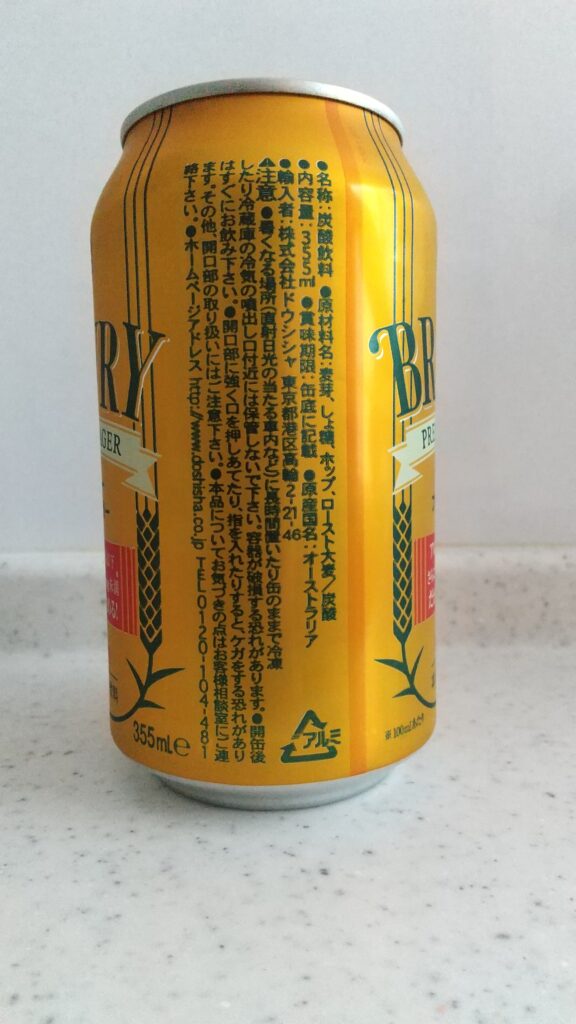 ●名称：炭酸飲料 ●原材料名：麦芽、しょ糖、ホップ、ロースト大麦／炭酸
●内容量：355ml ●賞味期限：缶底に記載 ●原産国名：オーストラリア
●輸入者：株式会社ドウシシャ 東京都港区高輪2-21-46
⚠注意 ●暑くなる場所(直射日光の当たる車内など)に長時間置いたり缶のままで冷凍
したり冷蔵庫の冷気の噴出し口付近には保管しないで下さい。容器が破損する恐れがあります。●開缶後
はすぐにお飲み下さい。●開口部に強く口を押しあてたり、指を入れたりすると、ケガをする恐れがあり
ます。その他、開口部の取り扱いにはご注意下さい。●本品についてお気づきの点はお客様相談室にご連
絡下さい。●ホームページアドレス http://www.doshisha.co.jp TEL0120-104-481
アルミ
355ml℮
RY
AGER
BR
PRE
※100mlあたり